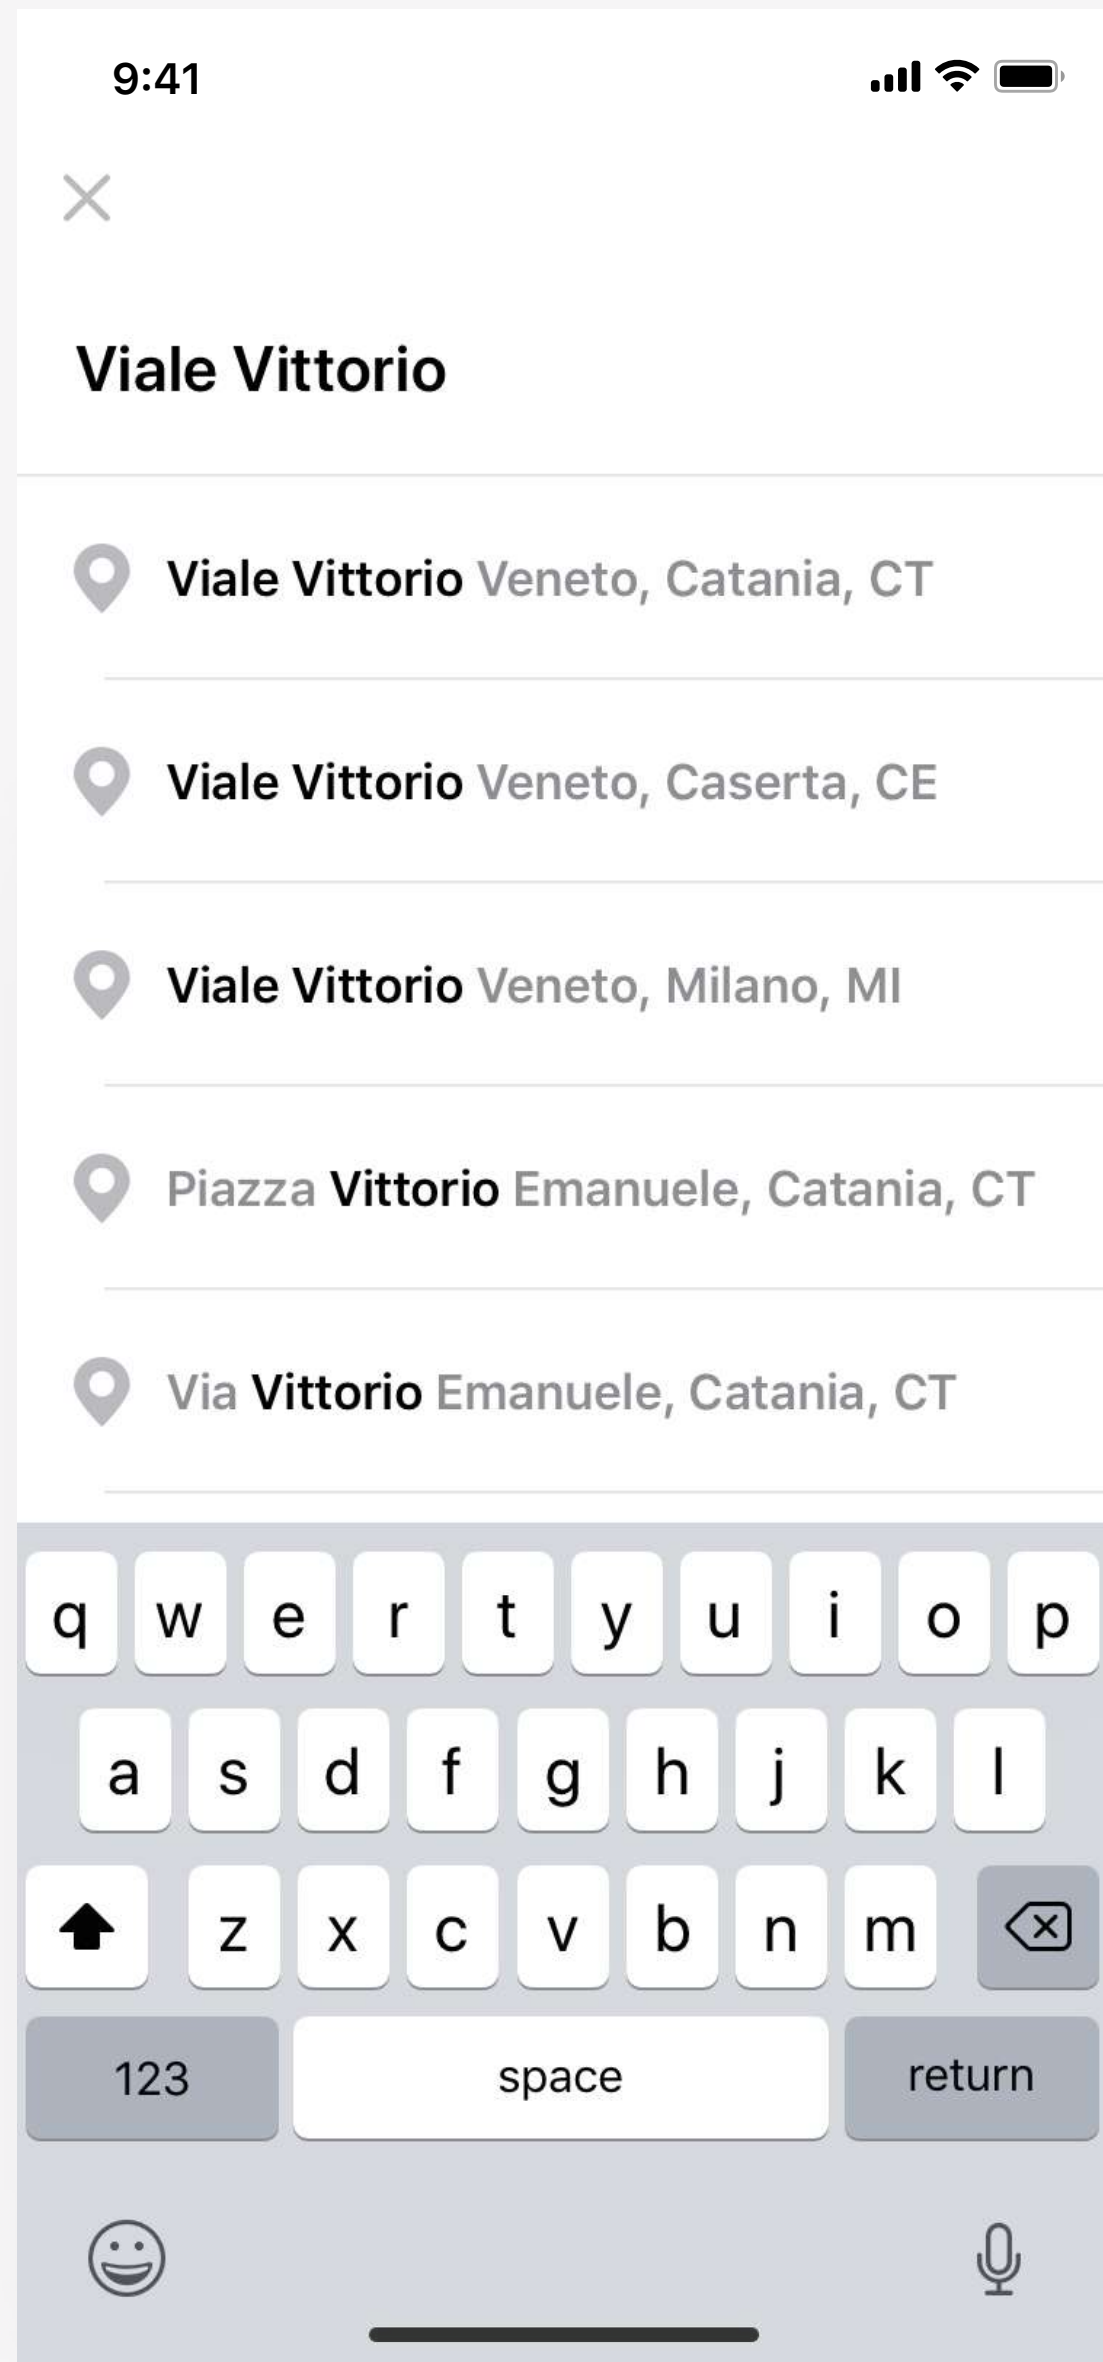 9:41
Viale Vittorio
Viale Vittorio Veneto, Catania, CT
Viale Vittorio Veneto, Caserta, CE
Viale Vittorio Veneto, Milano, MI
Piazza Vittorio Emanuele, Catania, CT
Via Vittorio Emanuele, Catania, CT
q w e r t y u i o p
a s d f g h j k l
z x c v b n m
123 space return